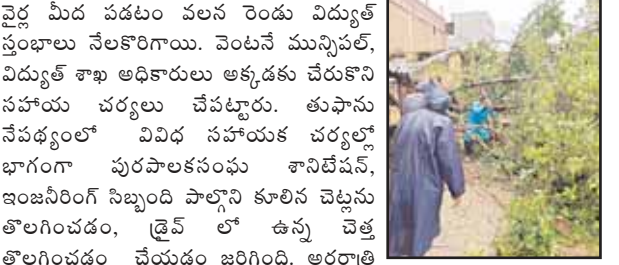 వైర్ల మీద పడటం వలన రెండు విద్యుత్
స్తంభాలు నేలకొరిగాయి. వెంటనే మున్సిపల్,
విద్యుత్ శాఖ అధికారులు అక్కడకు చేరుకొని
సహాయ చర్యలు చేపట్టారు. తుఫాను
నేపథ్యంలో వివిధ సహాయక చర్యల్లో
భాగంగా పురపాలకసంఘ శానిటేషన్,
ఇంజనీరింగ్ సిబ్బంది పాల్గొని కూలిన చెట్లను
తొలగించడం, డ్రైవ్ లో ఉన్న చెత్త
తొలగించడం చేయడం జరిగింది. అర్ధరాత్రి